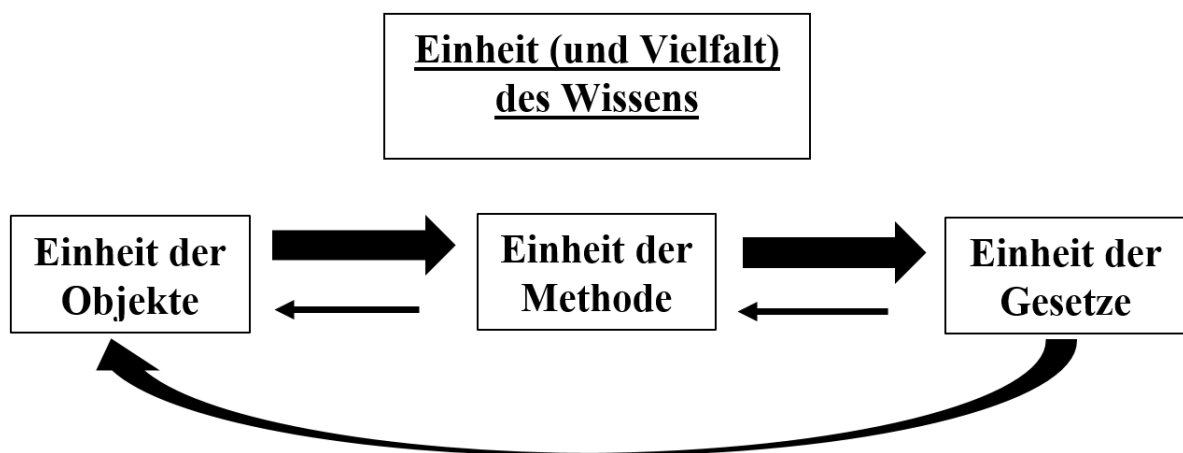 Einheit (und Vielfalt)
des Wissens
Einheit der
Objekte
Einheit der
Methode
Einheit der
Gesetze